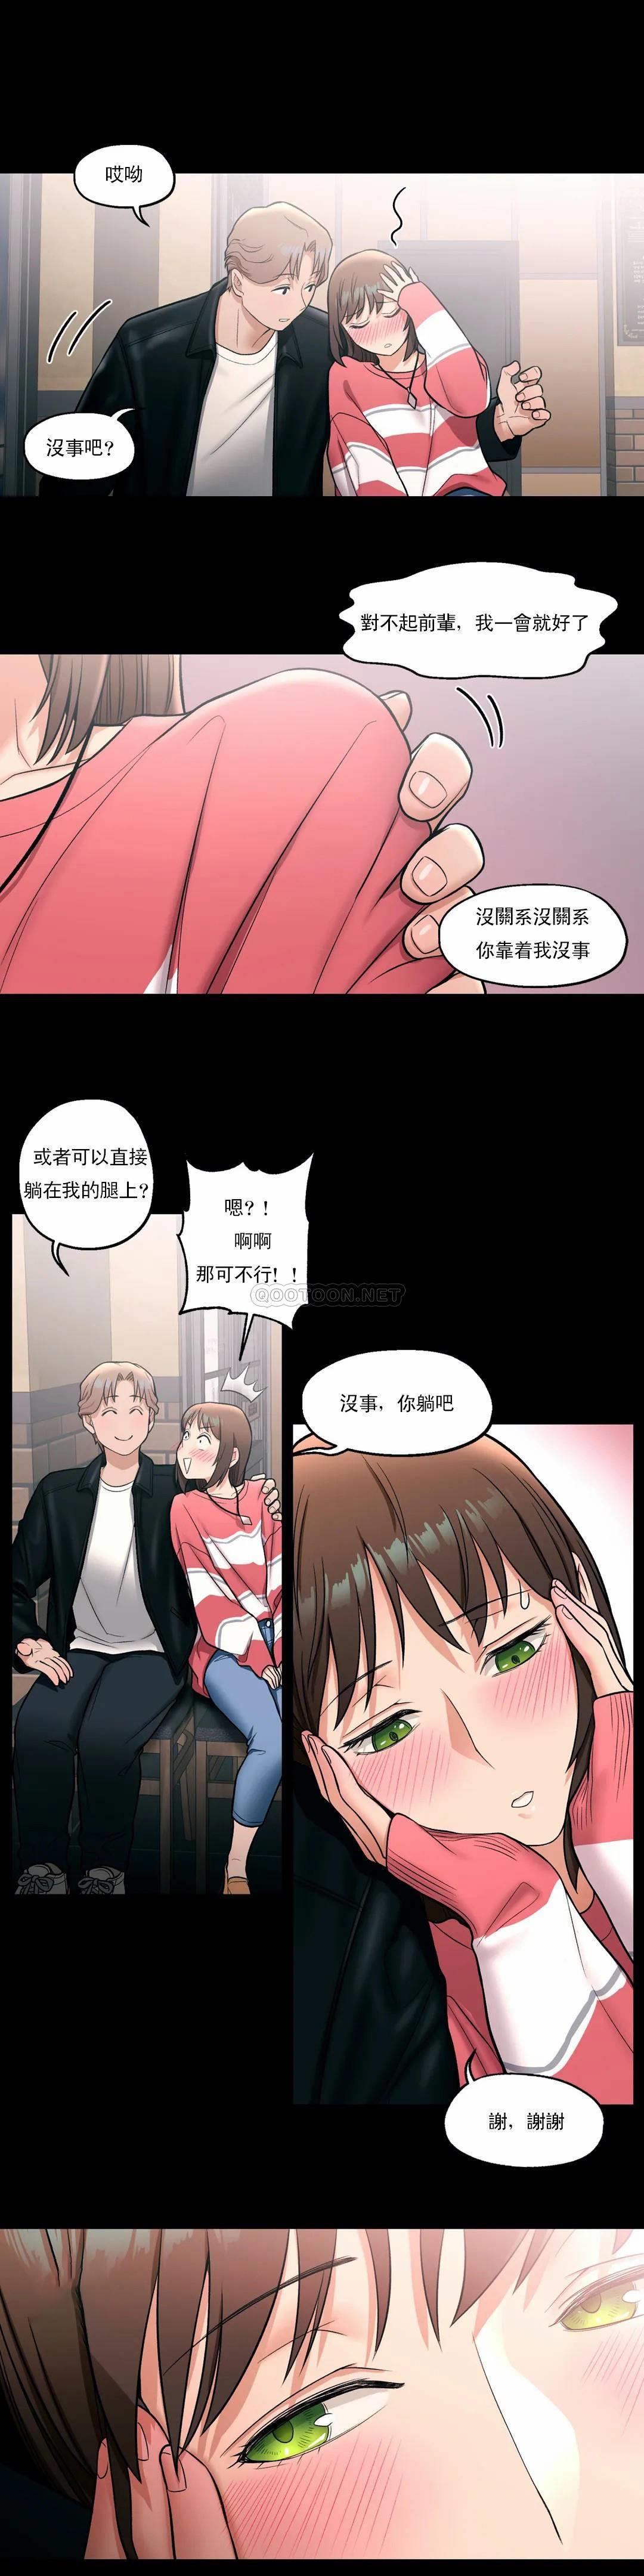 哎呦
沒事吧?
對不起前輩，我一會就好了
沒關系沒關系
你靠着我沒事
或者可以直接
躺在我的腿上?
嗯?！
啊啊
那可不行！！
QOOTOON.NET
沒事，你躺吧
謝，謝謝